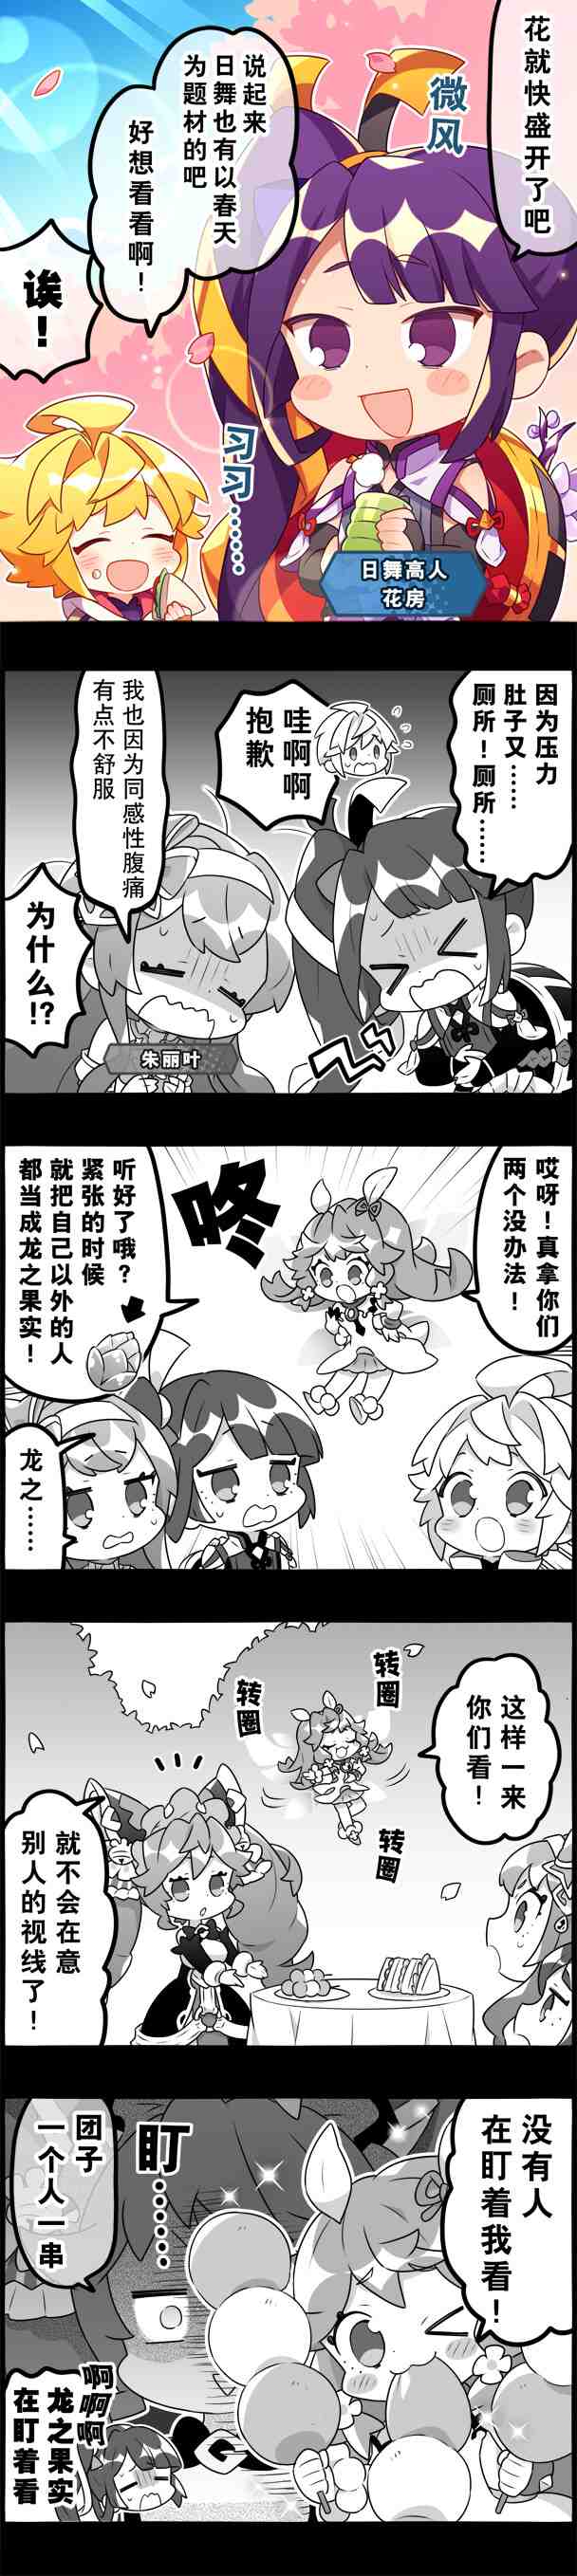 花就快盛开了吧
微风
说起来
日舞也有以春天
为题材的吧
好想看看啊！
诶！
习习……
日舞高人
花房
因为压力
肚子又……
厕所！厕所……
哇啊啊
抱歉
我也因为同感性腹痛
有点不舒服
为什么!?
朱丽叶
哎呀！真拿你们
两个没办法！
咚
听好了哦？
紧张的时候
就把自己以外的人
都当成龙之果实！
龙之……
这样一来
你们看！
转圈
转圈
转圈
就不会在意
别人的视线了！
没有人
在盯着我看！
盯……
团子
一个人一串
啊啊啊
龙之果实
在盯着看